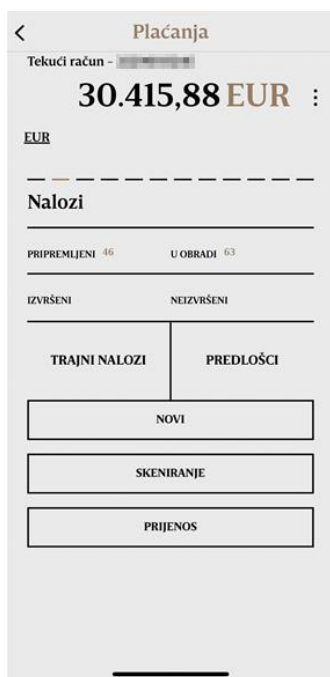 Plaćanja
Tekući račun -
30.415,88 EUR
EUR
Nalozi
PRIPREMLJENI 46 U OBRADI 63
IZVRŠENI NEIZVRŠENI
TRAJNI NALOZI PREDLOŠCI
NOVI
SKENIRANJE
PRIJENOS